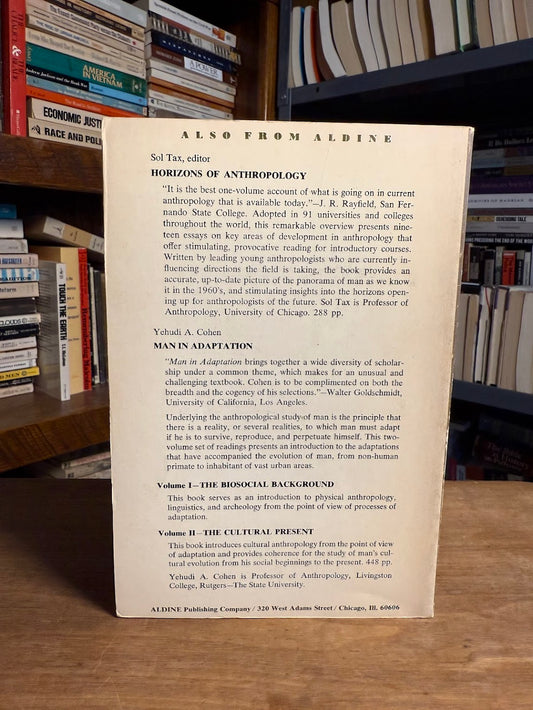 ALSO FROM ALDINE
Sol Tax, editor
HORIZONS OF ANTHROPOLOGY
"It is the best one-volume account of what is going on in current
anthropology that is available today."—J. R. Rayfield, San Fer-
nando State College. Adopted in 91 universities and colleges
throughout the world, this remarkable overview presents nine-
teen essays on key areas of development in anthropology that
offer stimulating, provocative reading for introductory courses.
Written by leading young anthropologists who are currently in-
fluencing directions the field is taking, the book provides an
accurate, up-to-date picture of the panorama of man as we know
it in the 1960's, and stimulating insights into the horizons open-
ing up for anthropologists of the future. Sol Tax is Professor of
Anthropology, University of Chicago. 288 pp.
Yehudi A. Cohen
MAN IN ADAPTATION
"Man in Adaptation brings together a wide diversity of scholar-
ship under a common theme, which makes for an unusual and
challenging textbook. Cohen is to be complimented on both the
breadth and the cogency of his selections."—Walter Goldschmidt,
University of California, Los Angeles.
Underlying the anthropological study of man is the principle that
there is a reality, or several realities, to which man must adapt
if he is to survive, reproduce, and perpetuate himself. This two-
volume set of readings presents an introduction to the adaptations
that have accompanied the evolution of man, from non-human
primate to inhabitant of vast urban areas.
Volume I—THE BIOSOCIAL BACKGROUND
This book serves as an introduction to physical anthropology,
linguistics, and archeology from the point of view of processes of
adaptation.
Volume II—THE CULTURAL PRESENT
This book introduces cultural anthropology from the point of view
of adaptation and provides coherence for the study of man's cul-
tural evolution from his social beginnings to the present. 448 pp.
Yehudi A. Cohen is Professor of Anthropology, Livingston
College, Rutgers—The State University.
ALDINE Publishing Company / 320 West Adams Street / Chicago, Ill. 60606
AMERICA
IN VIETNAM
A POWER
ECONOMIC JUST
RACE AND POL
TOUCH THE EARTH